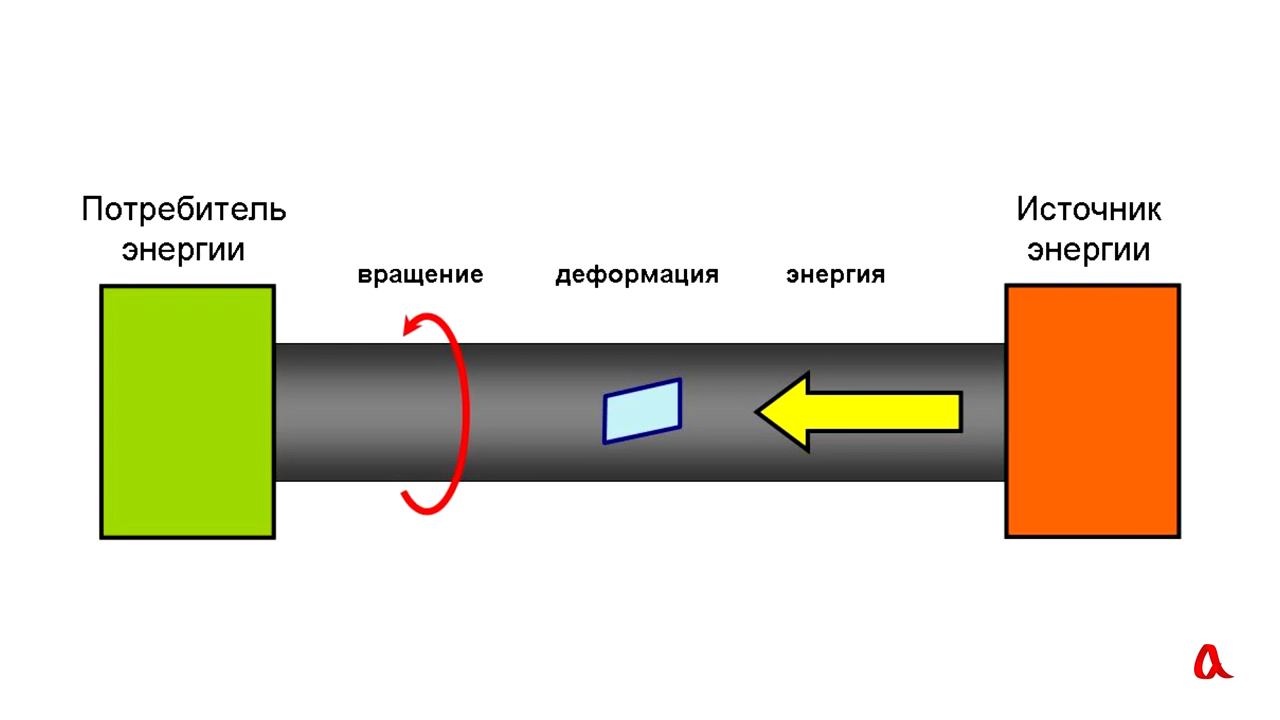 Потребитель
энергии
вращение
деформация
энергия
Источник
энергии
a